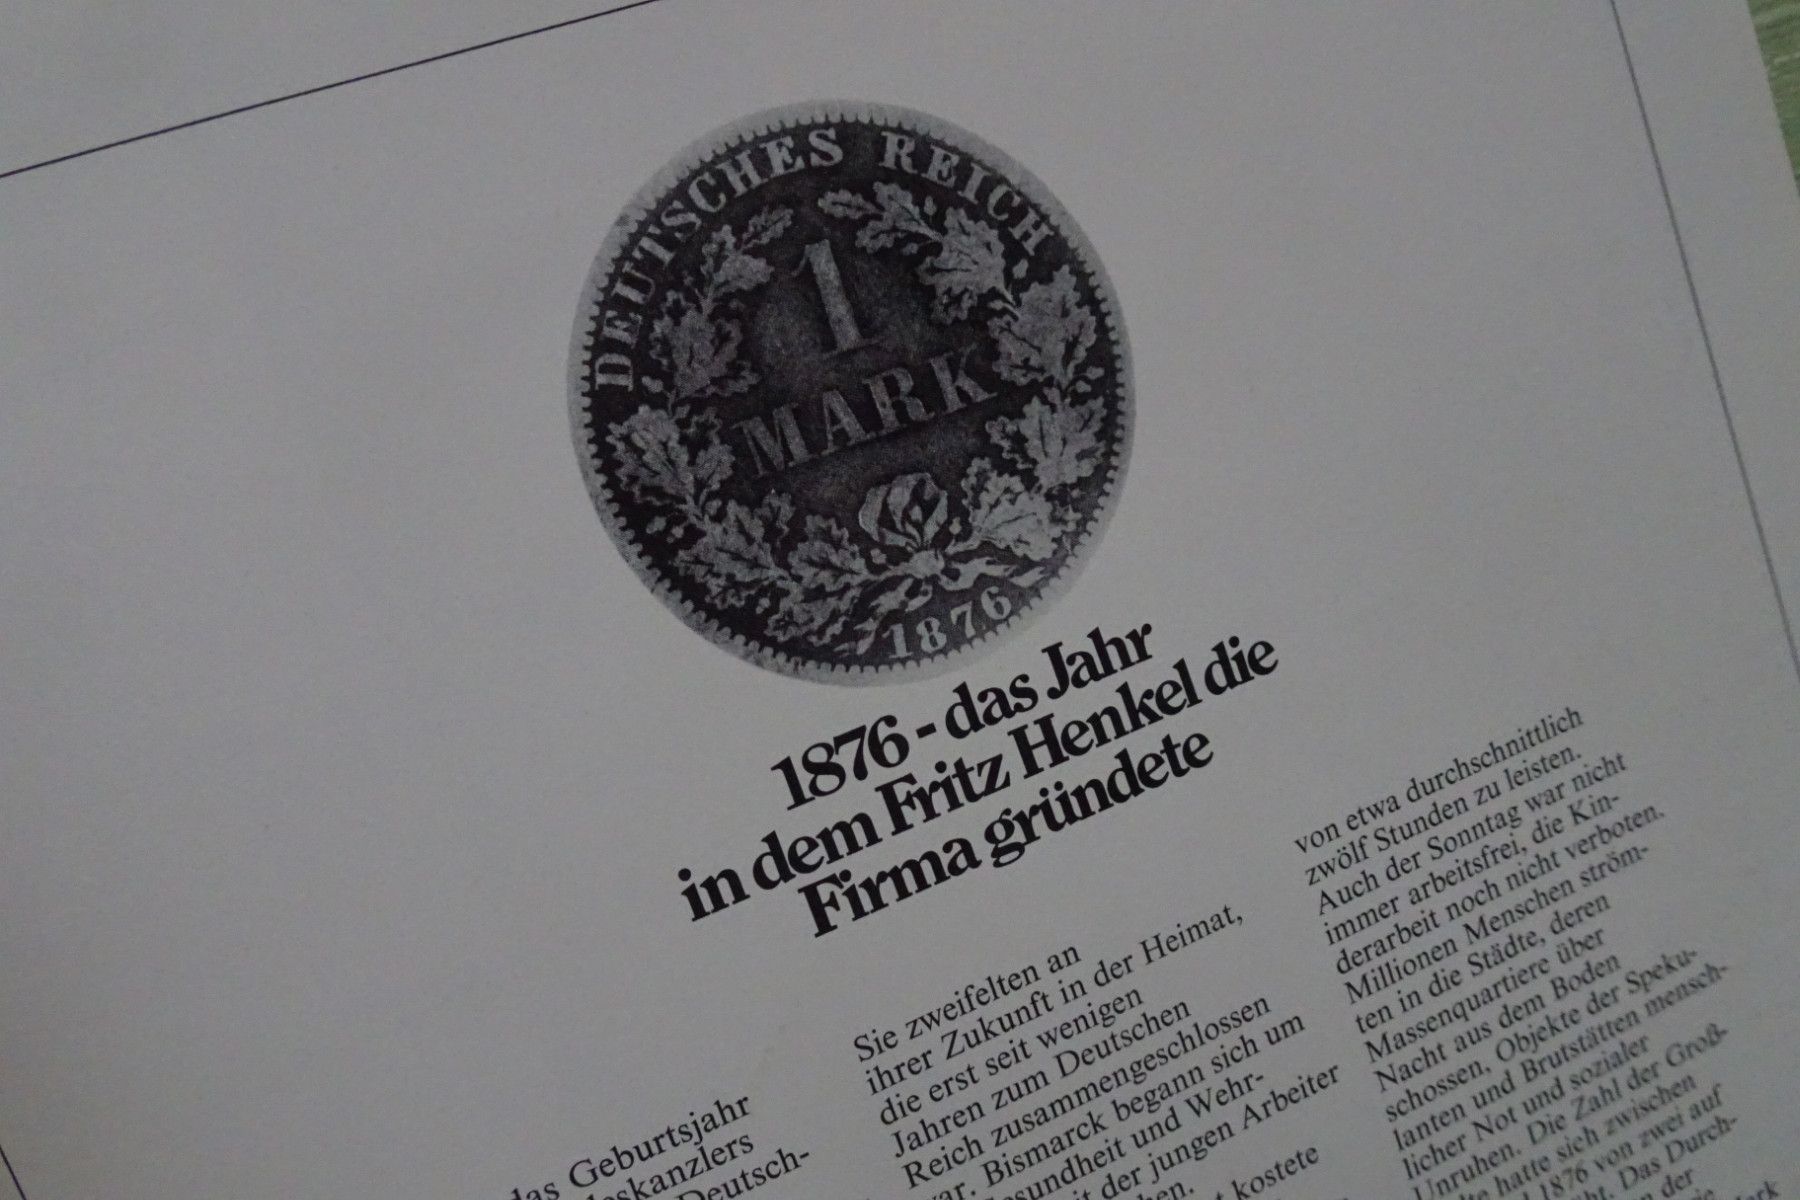 DEUTSCHES REICH
1
MARK
1876
1876 - das Jahr
in dem Fritz Henkel die
Firma gründete
das Geburtsjahr
Deutsch-
Sie zweifelten an
ihrer Zukunft in der Heimat,
die erst seit wenigen
Jahren zum Deutschen
Reich zusammengeschlossen
Bismarck begann sich um
und Wehr-
der jungen Arbeiter
kostete
von etwa durchschnittlich
zwölf Stunden zu leisten.
Auch der Sonntag war nicht
immer arbeitsfrei, die Kin-
derarbeit noch nicht verboten.
Millionen Menschen ström-
ten in die Städte, deren
Massenquartiere über
Nacht aus dem Boden
schossen, Objekte der Speku-
lanten und Brutstätten mensch-
licher Not und sozialer
Unruhen. Die Zahl der Groß-
hatte sich zwischen
1876 von zwei auf
Das Durch-
der